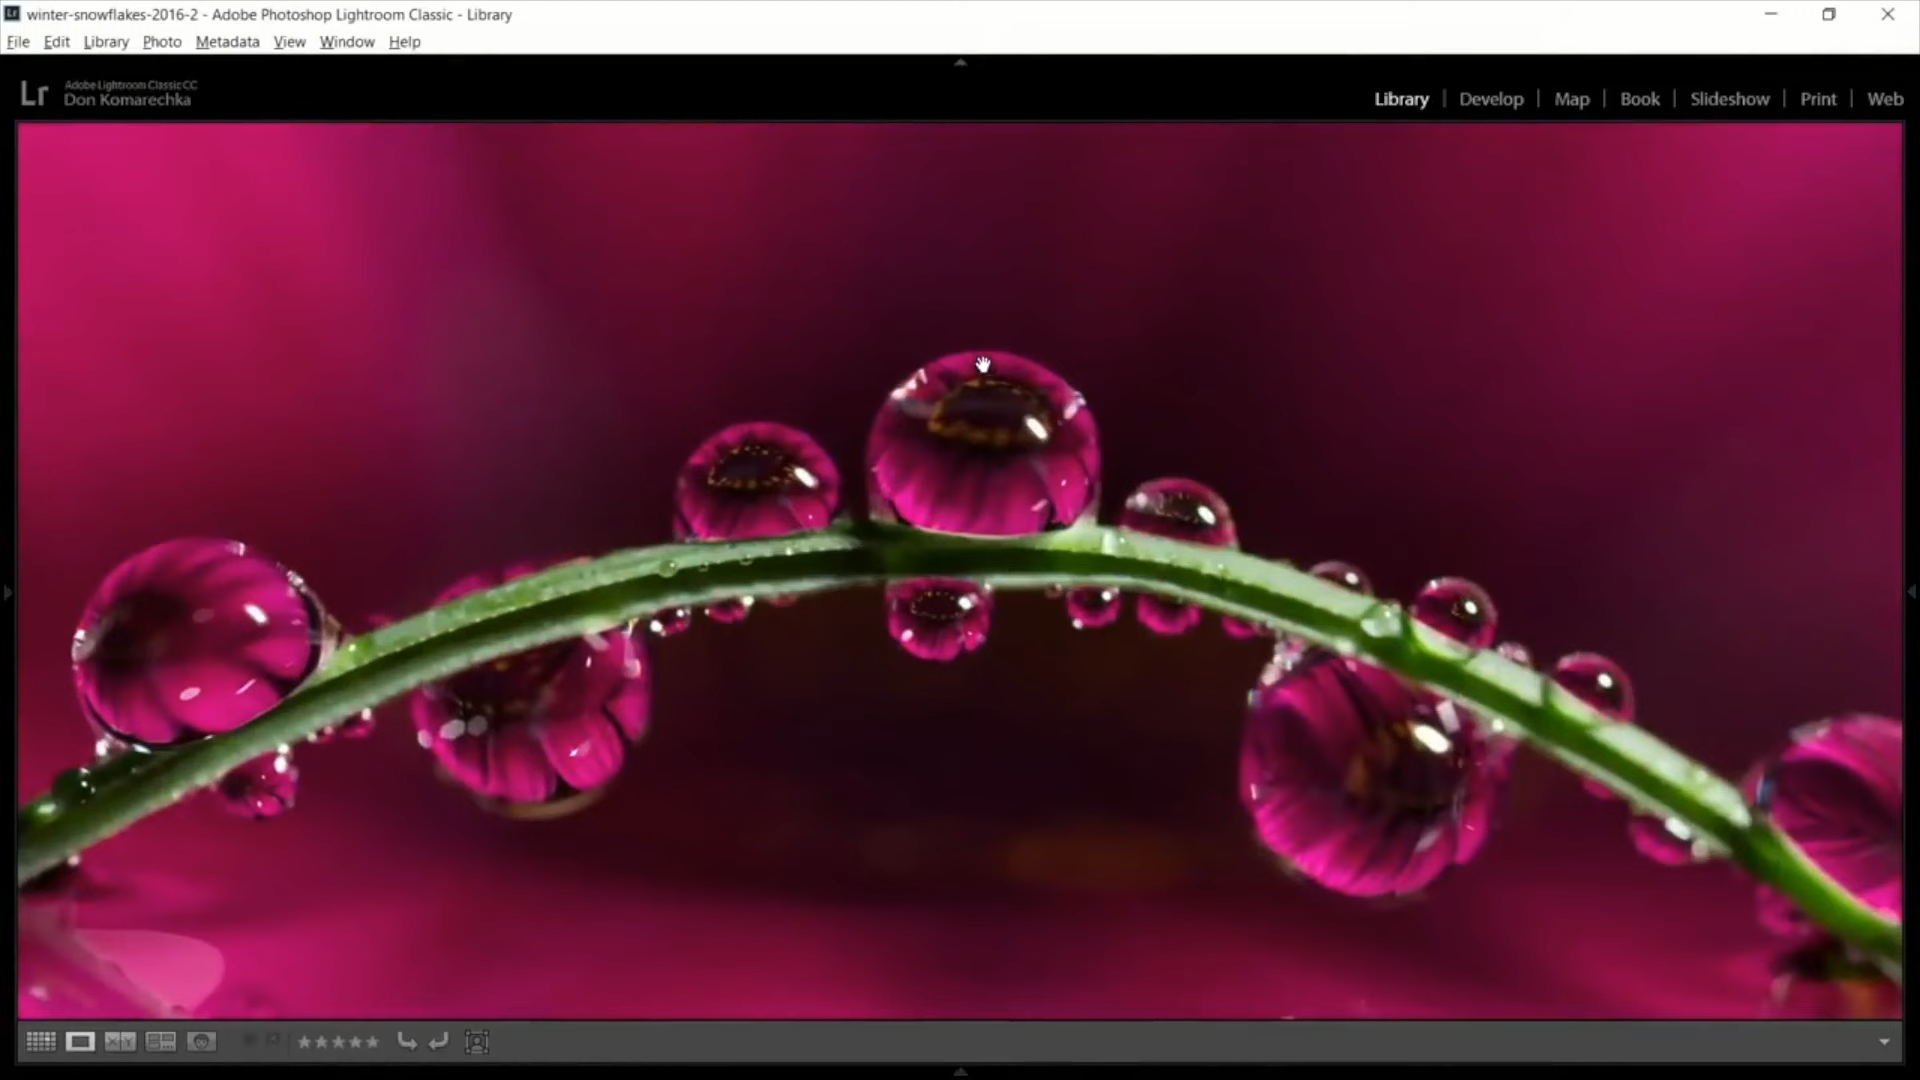 winter-snowflakes-2016-2 - Adobe Photoshop Lightroom Classic - Library
File Edit Library Photo Metadata View Window Help
Lr Adobe Lightroom Classic CC
Don Komarechka
Library | Develop | Map | Book | Slideshow | Print | Web